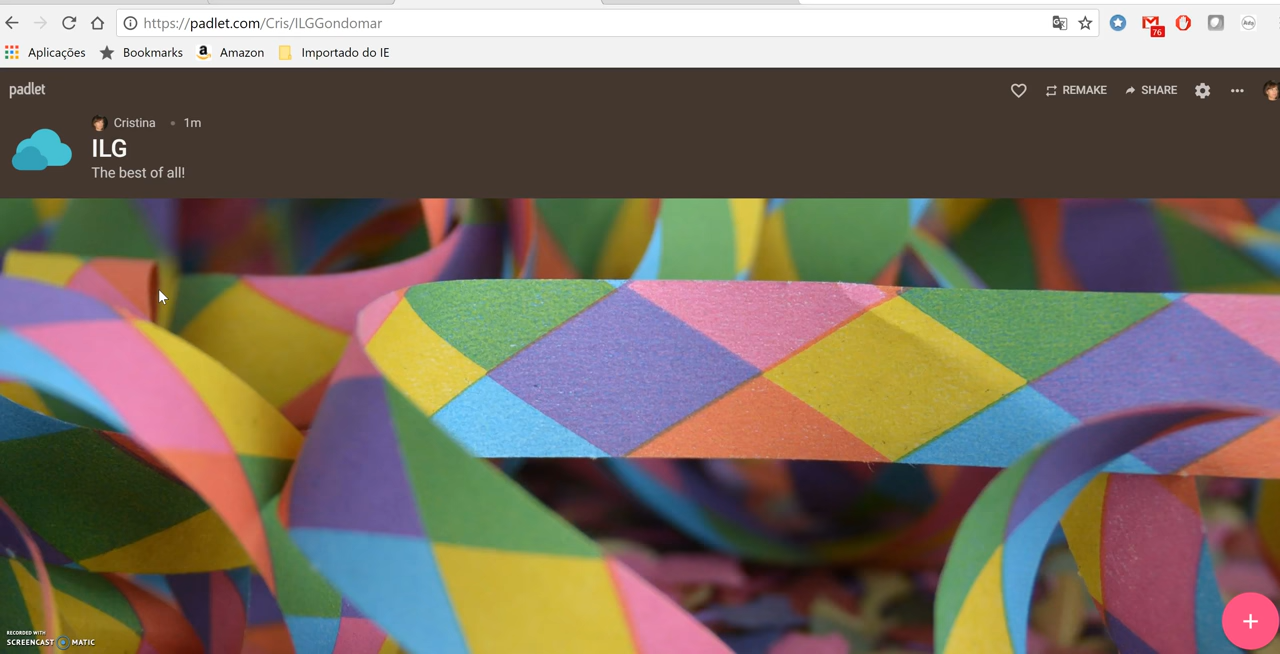 https://padlet.com/Cris/ILGGondomar
76
Aplicações Bookmarks Amazon Importado do IE
padlet
REMAKE SHARE
Cristina • 1m
ILG
The best of all!
RECORDED WITH
SCREENCAST MATIC